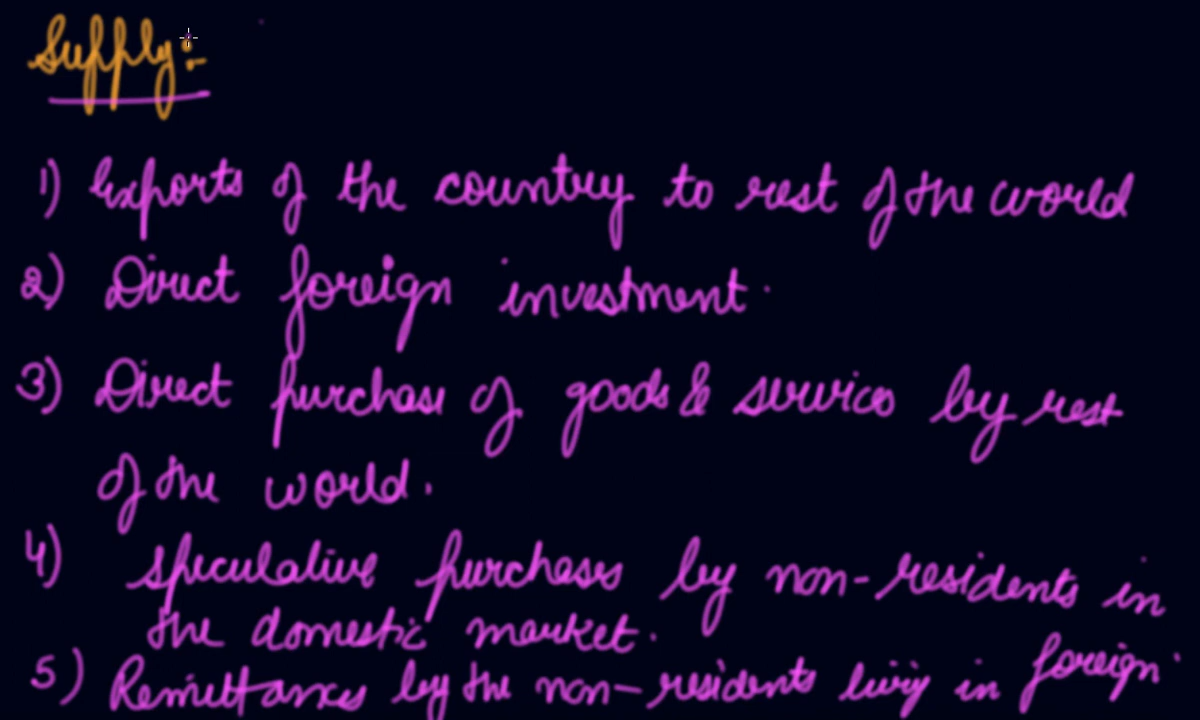 Supply:-
1) Exports of the country to rest of the world
2) Direct foreign investment.
3) Direct purchase of goods & services by rest
of the world.
4) Speculative purchases by non-residents in
the domestic market.
5) Remittances by the non-residents living in foreign.